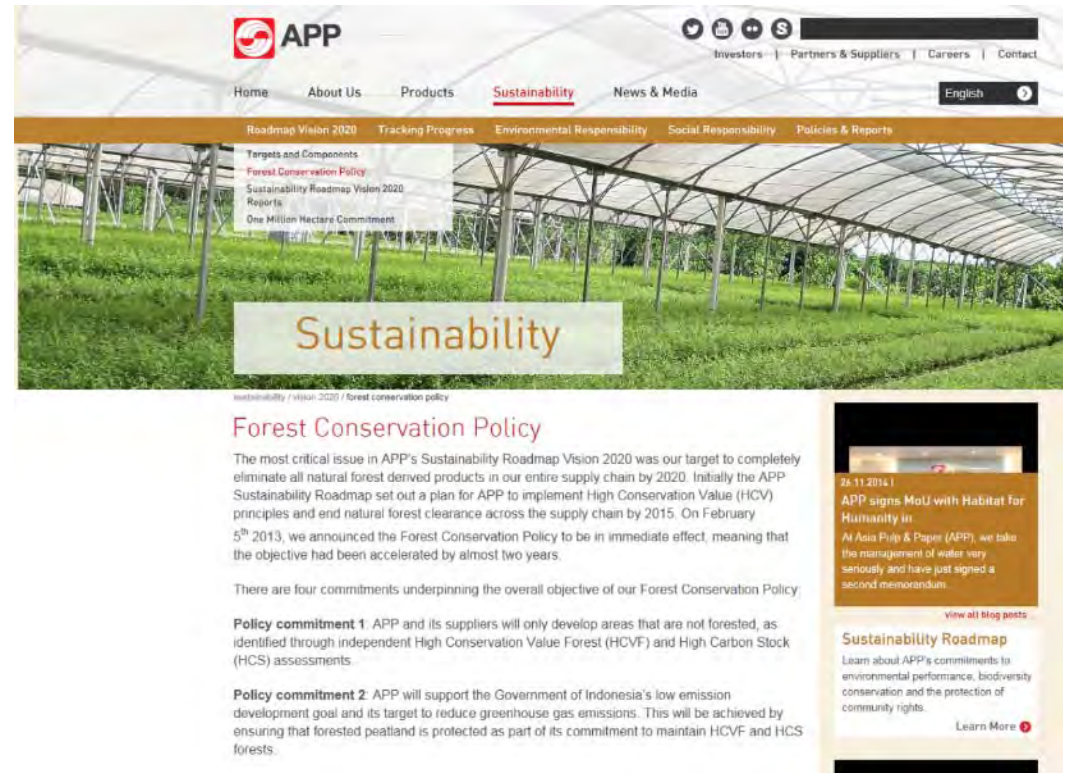 APP
Investors | Partners & Suppliers | Careers | Contact
Home About Us Products Sustainability News & Media
English
Roadmap Vision 2020 Tracking Progress Environmental Responsibility Social Responsibility Policies & Reports
Targets and Components
Forest Conservation Policy
Sustainability Roadmap Vision 2020
Reports
One Million Hectare Commitment
Sustainability
sustainability / vision 2020 / forest conservation policy
Forest Conservation Policy
The most critical issue in APP's Sustainability Roadmap Vision 2020 was our target to completely
eliminate all natural forest derived products in our entire supply chain by 2020. Initially the APP
Sustainability Roadmap set out a plan for APP to implement High Conservation Value (HCV)
principles and end natural forest clearance across the supply chain by 2015. On February
5th 2013, we announced the Forest Conservation Policy to be in immediate effect, meaning that
the objective had been accelerated by almost two years.
There are four commitments underpinning the overall objective of our Forest Conservation Policy:
Policy commitment 1: APP and its suppliers will only develop areas that are not forested, as
identified through independent High Conservation Value Forest (HCVF) and High Carbon Stock
(HCS) assessments.
Policy commitment 2: APP will support the Government of Indonesia's low emission
development goal and its target to reduce greenhouse gas emissions. This will be achieved by
ensuring that forested peatland is protected as part of its commitment to maintain HCVF and HCS
forests.
26.11.2014 |
APP signs MoU with Habitat for
Humanity in
At Asia Pulp & Paper (APP), we take
the management of water very
seriously and have just signed a
second memorandum
view all blog posts
Sustainability Roadmap
Learn about APP's commitments to
environmental performance, biodiversity
conservation and the protection of
community rights.
Learn More